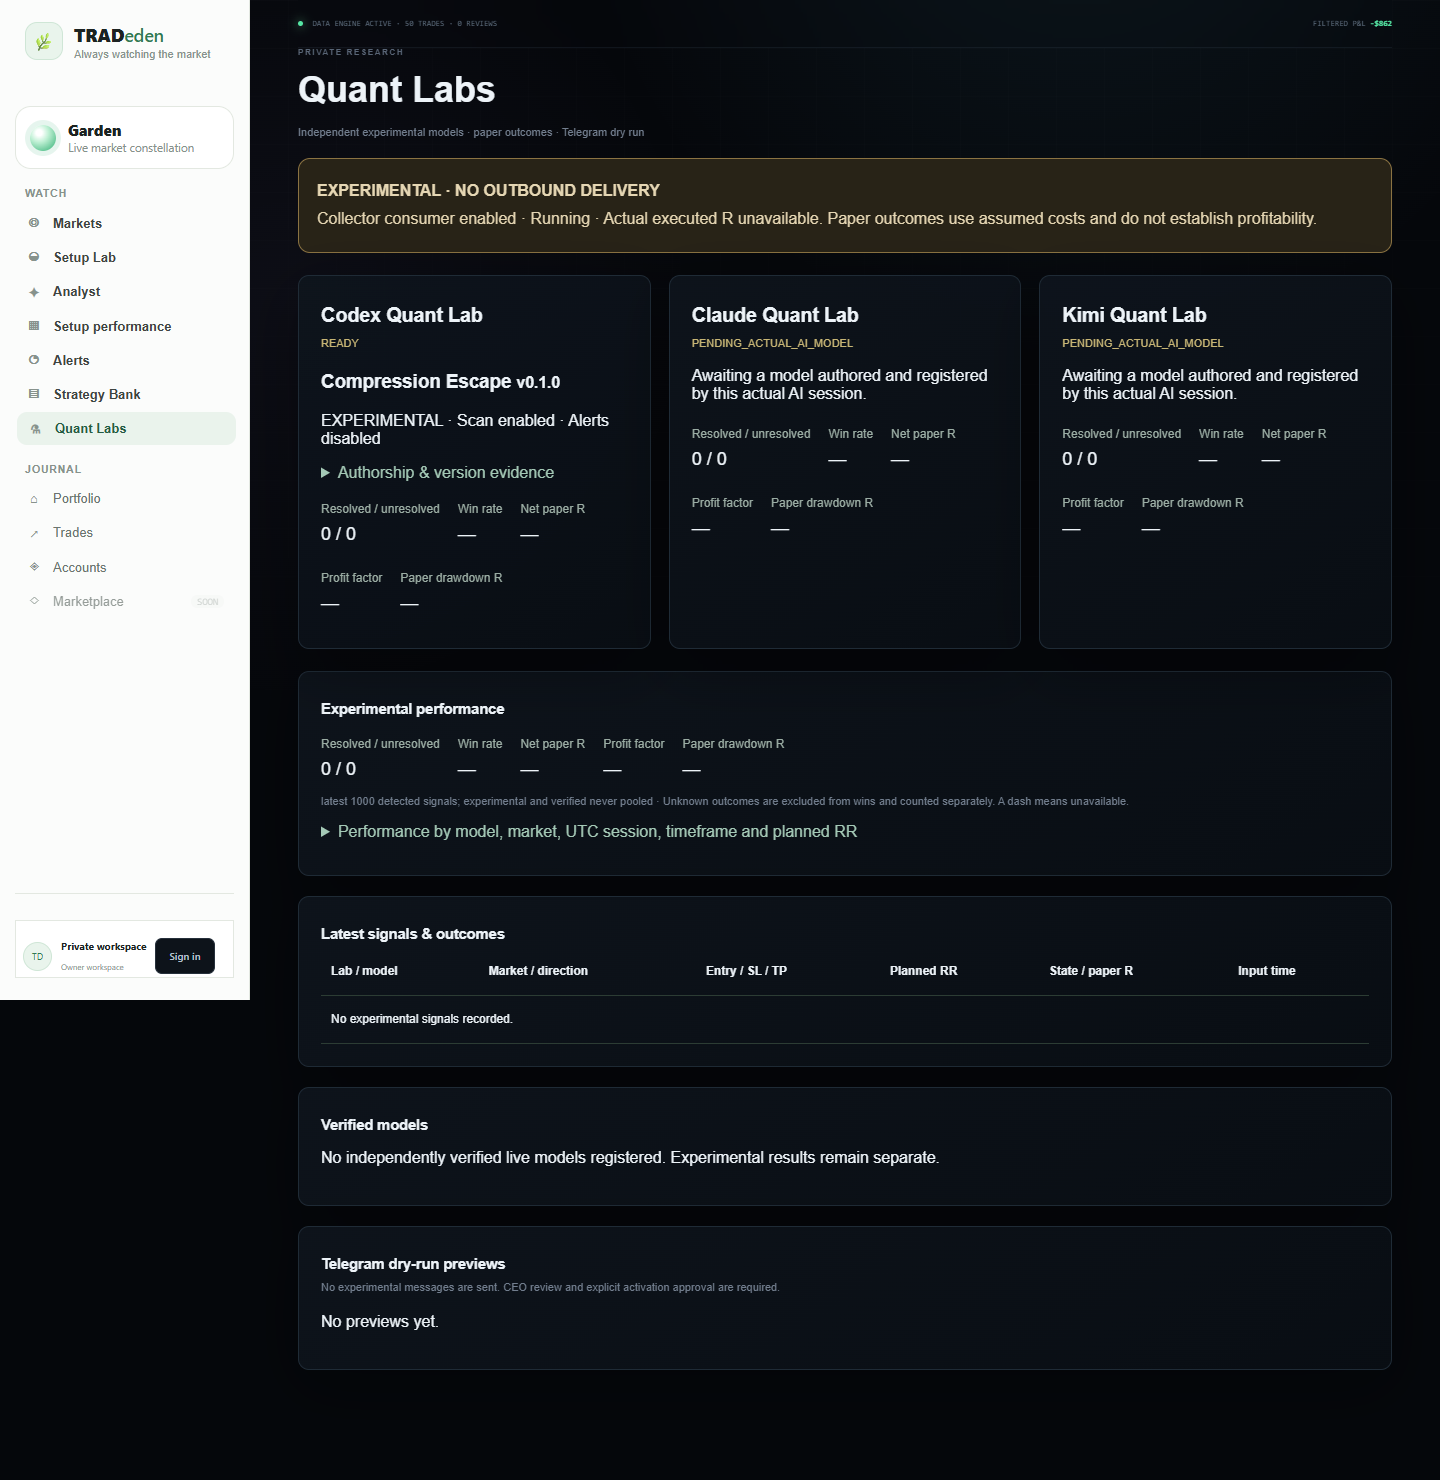 TRADeden
Always watching the market
Garden
Live market constellation
WATCH
Markets
Setup Lab
Analyst
Setup performance
Alerts
Strategy Bank
Quant Labs
JOURNAL
Portfolio
Trades
Accounts
Marketplace SOON
TD
Private workspace
Owner workspace
Sign in
DATA ENGINE ACTIVE · 50 TRADES · 0 REVIEWS
FILTERED P&L -$862
PRIVATE RESEARCH
Quant Labs
Independent experimental models · paper outcomes · Telegram dry run
EXPERIMENTAL · NO OUTBOUND DELIVERY
Collector consumer enabled · Running · Actual executed R unavailable. Paper outcomes use assumed costs and do not establish profitability.
Codex Quant Lab
READY
Compression Escape v0.1.0
EXPERIMENTAL · Scan enabled · Alerts
disabled
▶ Authorship & version evidence
Resolved / unresolved Win rate Net paper R
0 / 0 — —
Profit factor Paper drawdown R
— —
Claude Quant Lab
PENDING_ACTUAL_AI_MODEL
Awaiting a model authored and registered
by this actual AI session.
Resolved / unresolved Win rate Net paper R
0 / 0 — —
Profit factor Paper drawdown R
— —
Kimi Quant Lab
PENDING_ACTUAL_AI_MODEL
Awaiting a model authored and registered
by this actual AI session.
Resolved / unresolved Win rate Net paper R
0 / 0 — —
Profit factor Paper drawdown R
— —
Experimental performance
Resolved / unresolved Win rate Net paper R Profit factor Paper drawdown R
0 / 0 — — — —
latest 1000 detected signals; experimental and verified never pooled · Unknown outcomes are excluded from wins and counted separately. A dash means unavailable.
▶ Performance by model, market, UTC session, timeframe and planned RR
Latest signals & outcomes
Lab / model Market / direction Entry / SL / TP Planned RR State / paper R Input time
No experimental signals recorded.
Verified models
No independently verified live models registered. Experimental results remain separate.
Telegram dry-run previews
No experimental messages are sent. CEO review and explicit activation approval are required.
No previews yet.